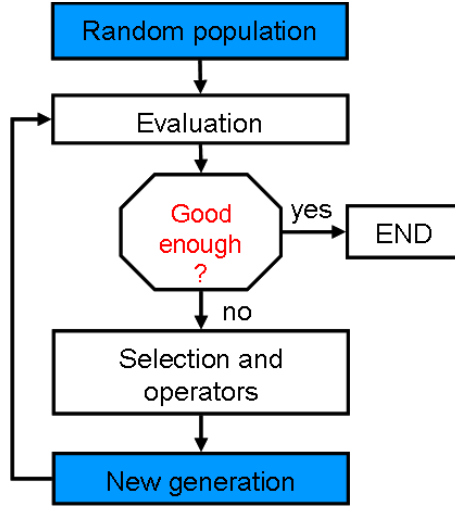 Random population
Evaluation
Good
enough
?
yes
END
no
Selection and
operators
New generation